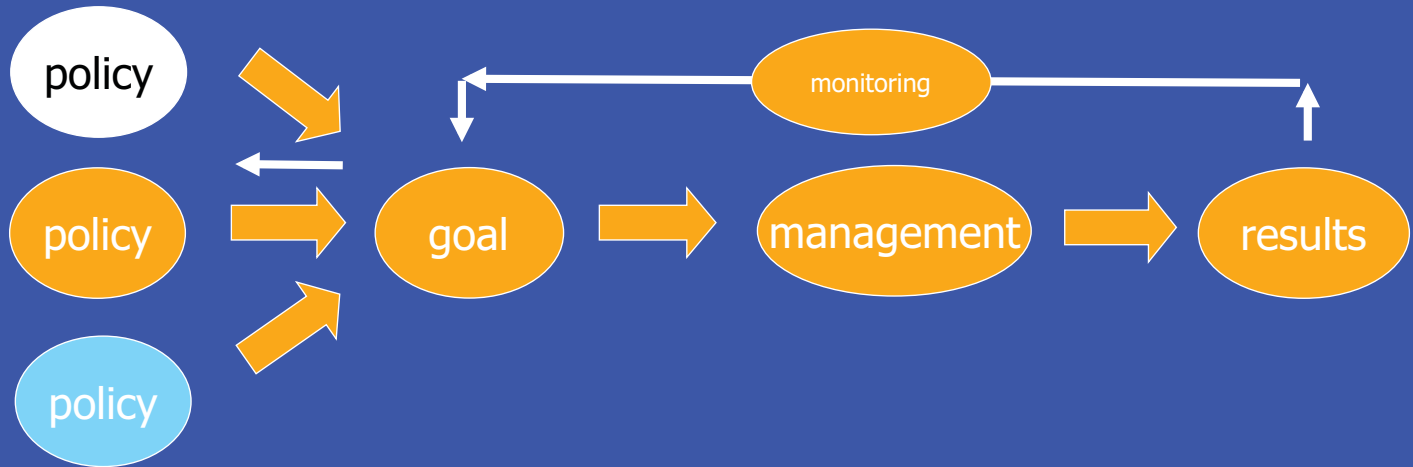 policy
monitoring
policy
goal
management
results
policy